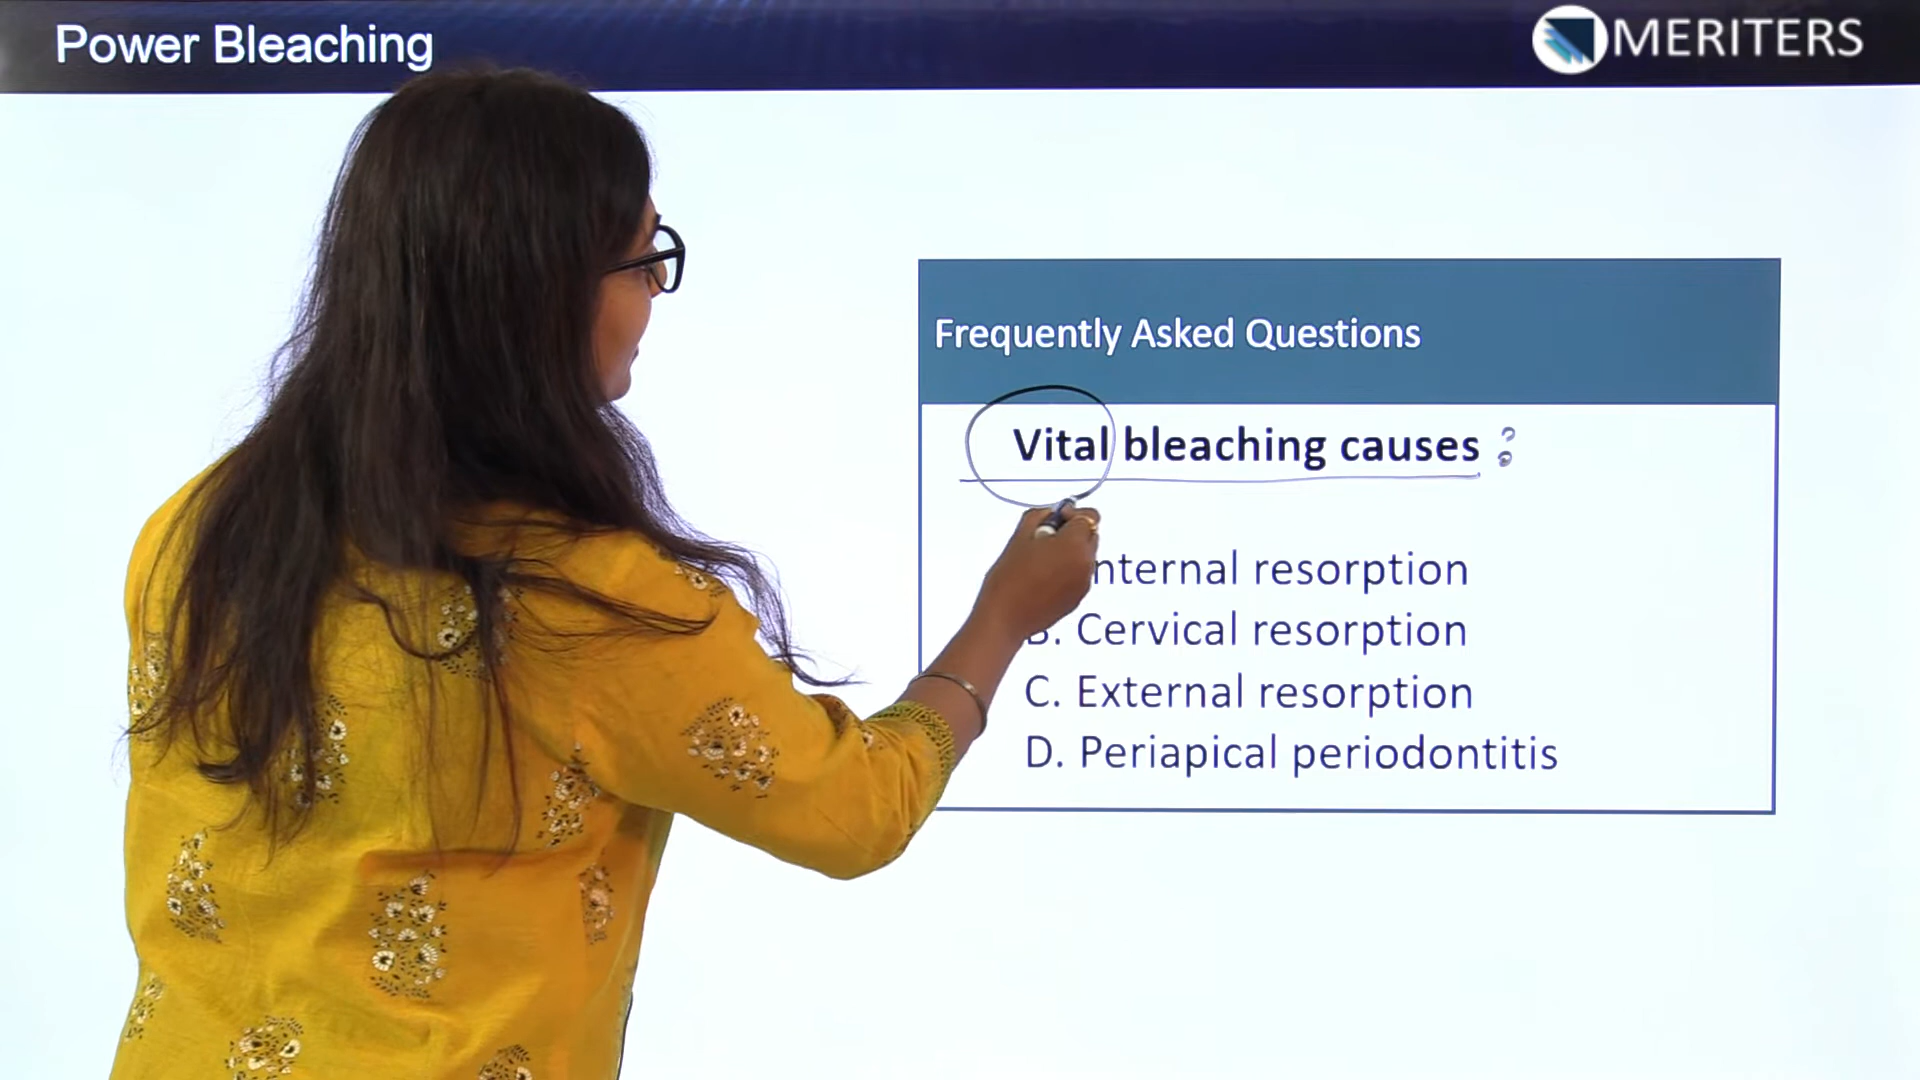 Power Bleaching
MERITERS
Frequently Asked Questions
Vital bleaching causes :
nternal resorption
B. Cervical resorption
C. External resorption
D. Periapical periodontitis